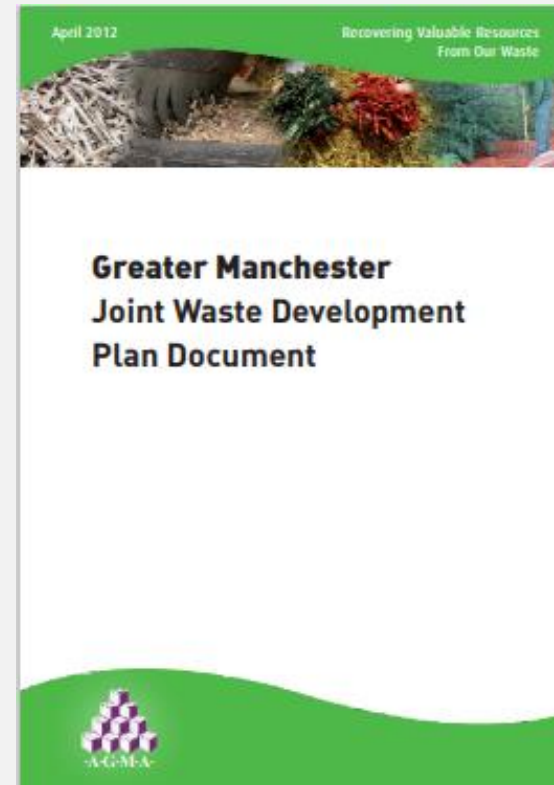 April 2012
Recovering Valuable Resources
From Our Waste
Greater Manchester
Joint Waste Development
Plan Document
·A·G·M·A·